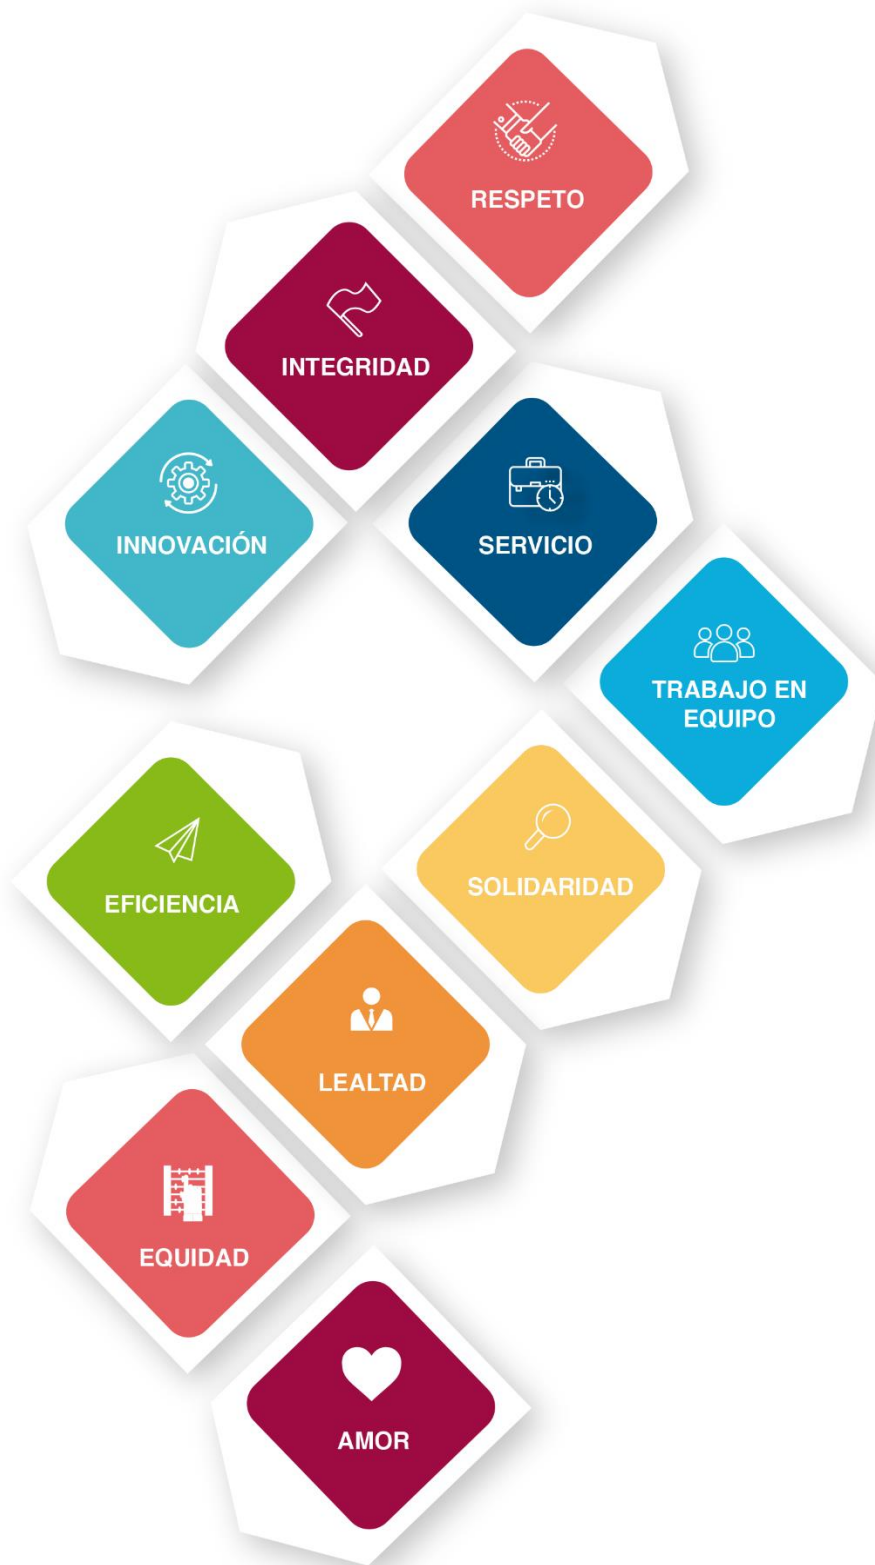 RESPETO
INTEGRIDAD
INNOVACIÓN
SERVICIO
TRABAJO EN
EQUIPO
EFICIENCIA
SOLIDARIDAD
LEALTAD
EQUIDAD
AMOR